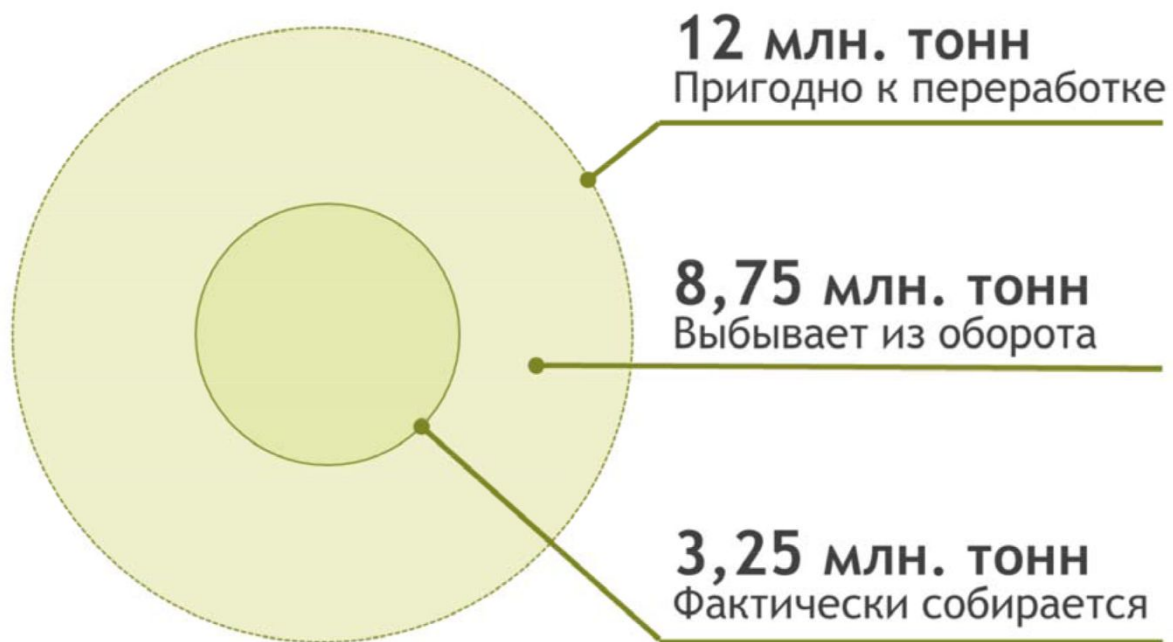 12 млн. тонн
Пригодно к переработке
8,75 млн. тонн
Выбывает из оборота
3,25 млн. тонн
Фактически собирается